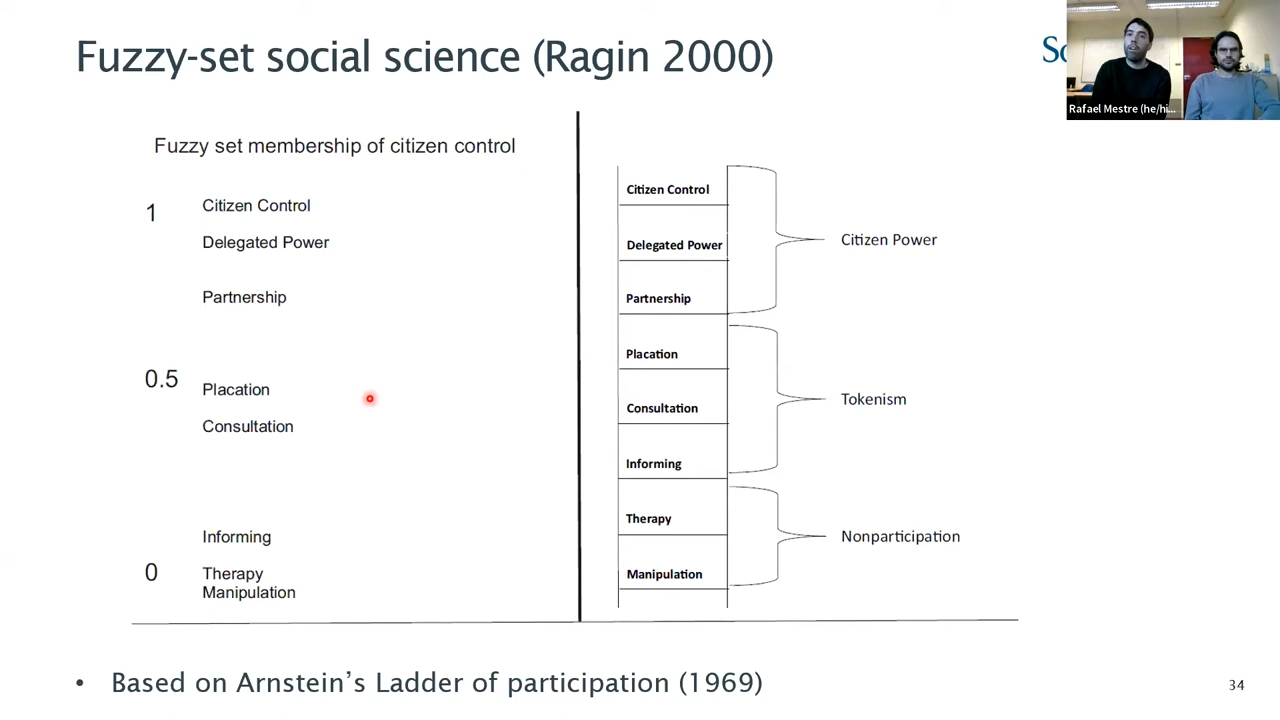 Fuzzy-set social science (Ragin 2000)
Rafael Mestre (he/hi...
Fuzzy set membership of citizen control
1
Citizen Control
Delegated Power
Partnership
0.5
Placation
Consultation
Informing
0
Therapy
Manipulation
Citizen Control
Delegated Power
Partnership
Placation
Consultation
Informing
Therapy
Manipulation
Citizen Power
Tokenism
Nonparticipation
• Based on Arnstein's Ladder of participation (1969)
34